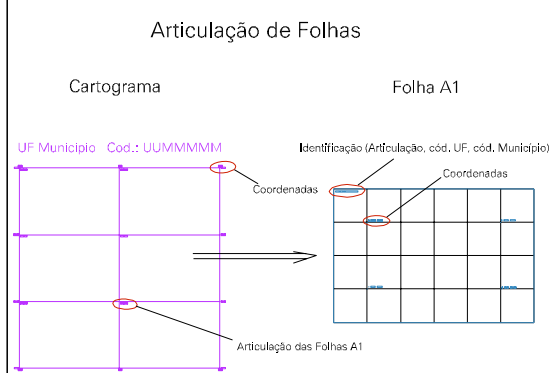 Articulação de Folhas
Cartograma
Folha A1
UF Municipio Cod.: UUMMMMM
Identificação (Articulação, cód. UF, cód. Município)
Coordenadas
Coordenadas
Articulação das Folhas A1